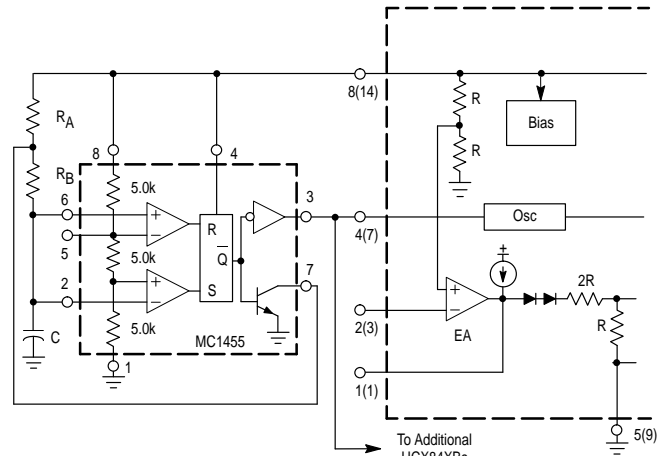 8(14)
R
R
Bias
RA
RB
8
4
5.0k
6
3
R
5
4(7)
Osc
5.0k
Q
7
+
2
S
2R
2(3)
EA
R
5.0k
C
MC1455
1
1(1)
5(9)
To Additional